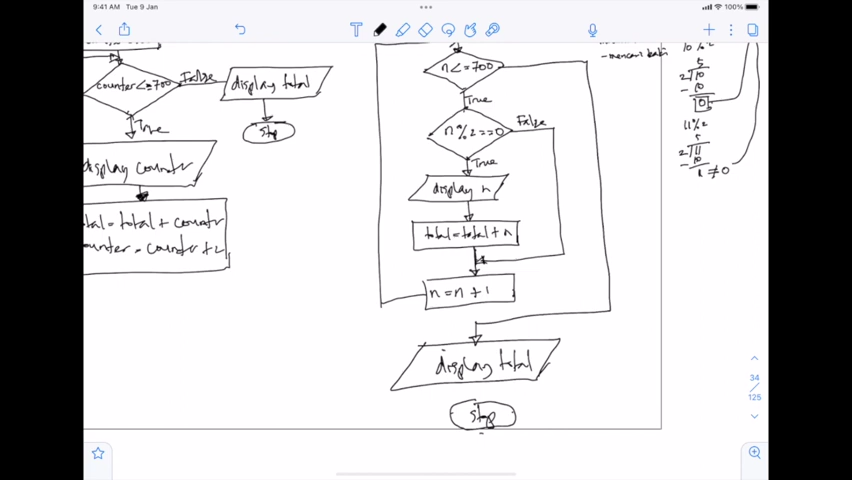 9:41 AM Tue 9 Jan
100%
counter<=700
False
display total
stop
True
display counter
total=total + counter
counter = counter + 2
n<=700
True
n%2==0
False
True
display n
total=total+n
n=n+1
display total
stop
- mencari baki
10%2
5
2 10
- 10
0
11%2
5
2 11
- 10
1 ≠0
34
125